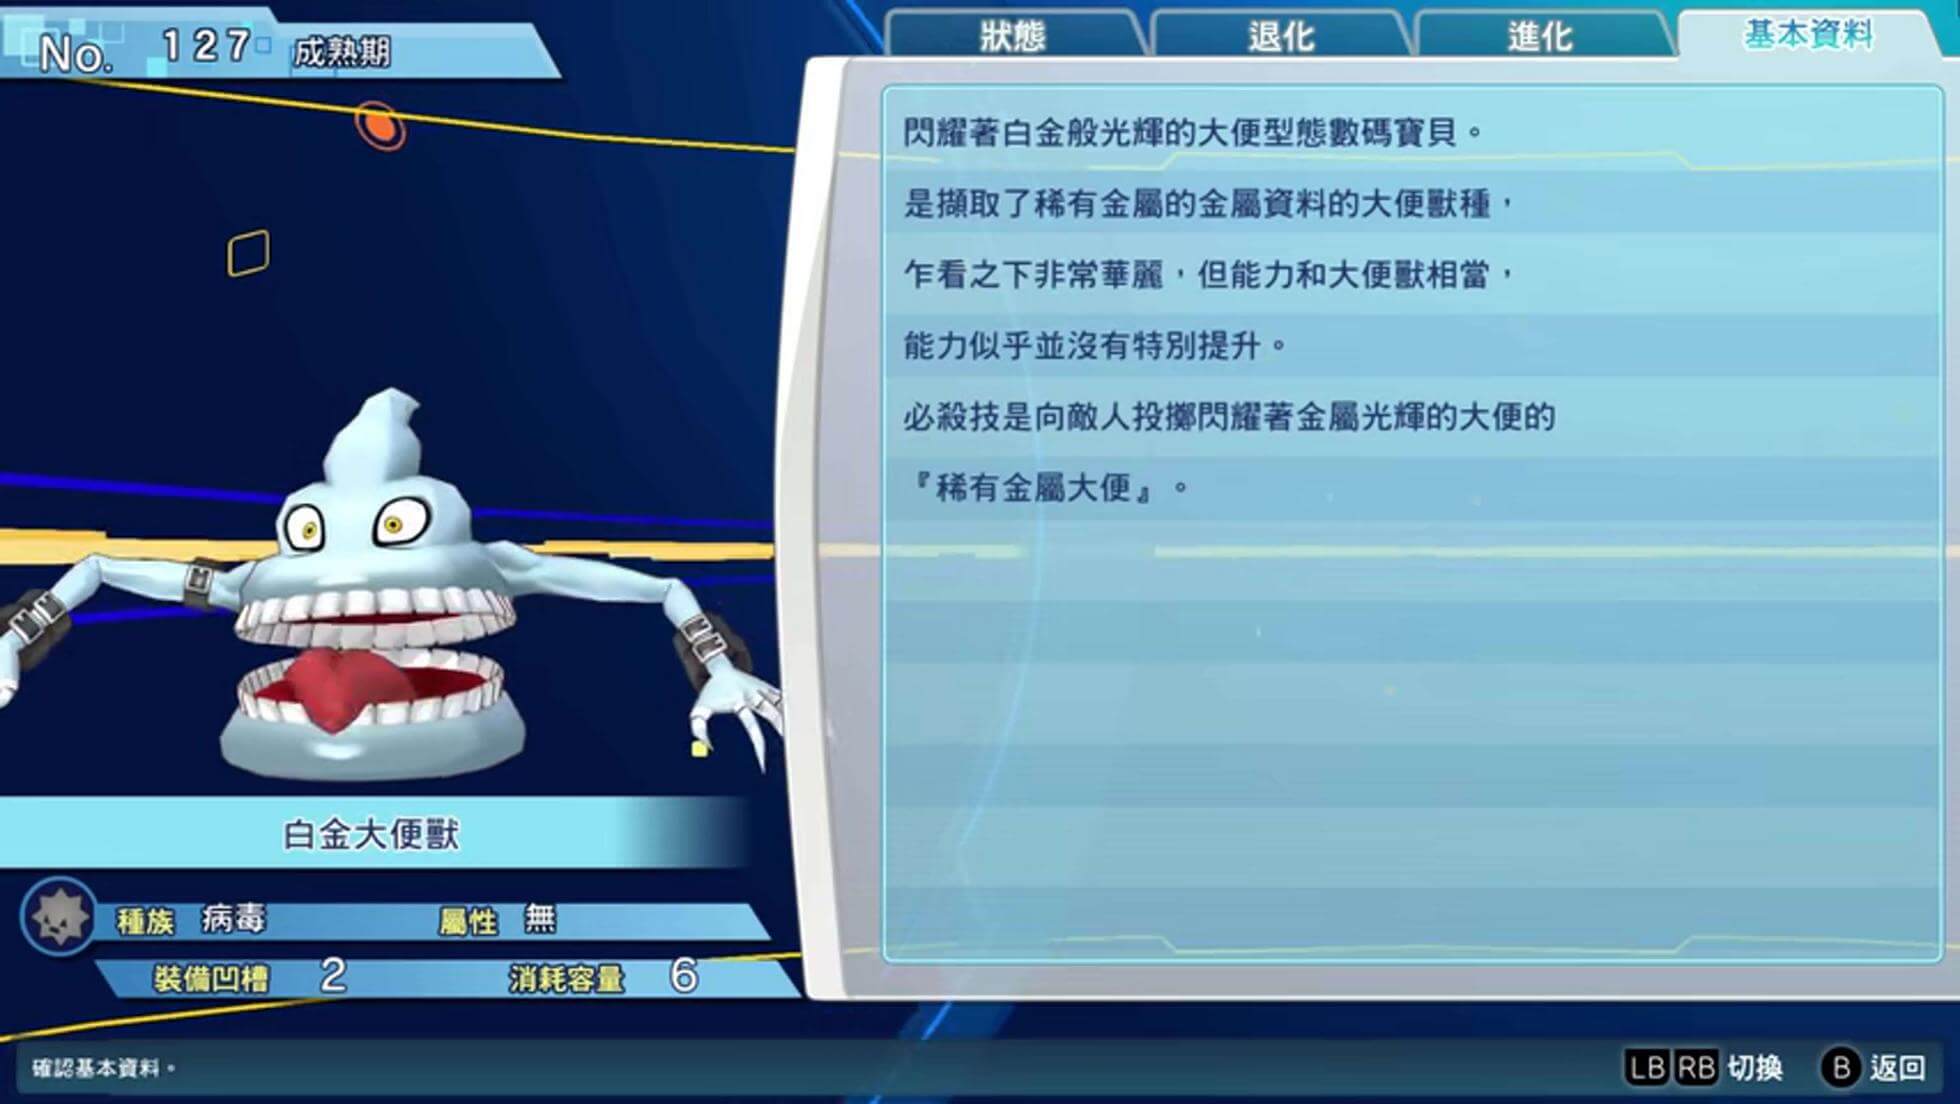 No. 127 成熟期
狀態 退化 進化 基本資料
閃耀著白金般光輝的大便型態數碼寶貝。
是擷取了稀有金屬的金屬資料的大便獸種，
乍看之下非常華麗，但能力和大便獸相當，
能力似乎並沒有特別提升。
必殺技是向敵人投擲閃耀著金屬光輝的大便的
『稀有金屬大便』。
白金大便獸
種族 病毒 屬性 無
裝備凹槽 2 消耗容量 6
確認基本資料。
LB RB 切換 B 返回